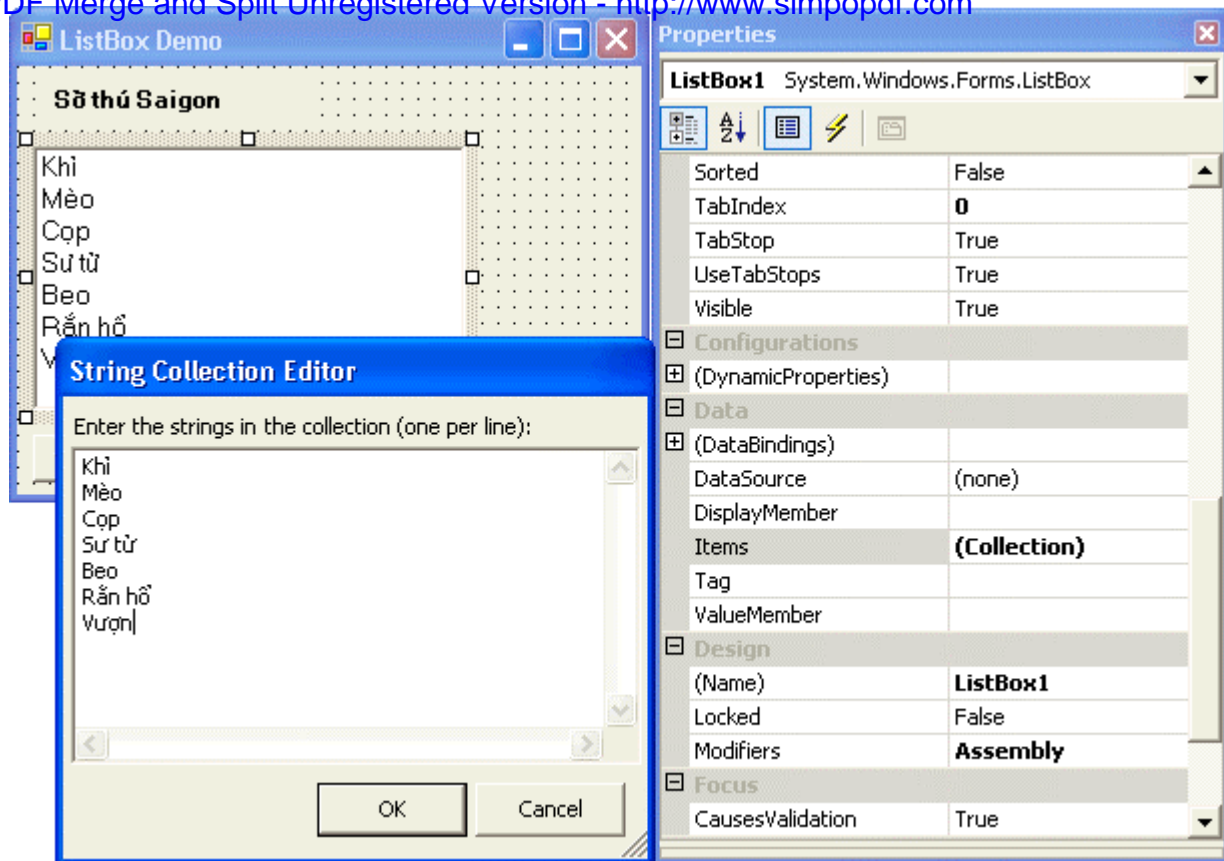 DF Merge and Split Unregistered Version - http://www.simpopdf.com
ListBox Demo
Sở thú Saigon
Khỉ
Mèo
Cọp
Sư tử
Beo
Rắn hổ
V
String Collection Editor
Enter the strings in the collection (one per line):
Khỉ
Mèo
Cọp
Sư tử
Beo
Rắn hổ
Vượn
OK Cancel
Properties
ListBox1 System.Windows.Forms.ListBox
Sorted False
TabIndex 0
TabStop True
UseTabStops True
Visible True
Configurations
(DynamicProperties)
Data
(DataBindings)
DataSource (none)
DisplayMember
Items (Collection)
Tag
ValueMember
Design
(Name) ListBox1
Locked False
Modifiers Assembly
Focus
CausesValidation True